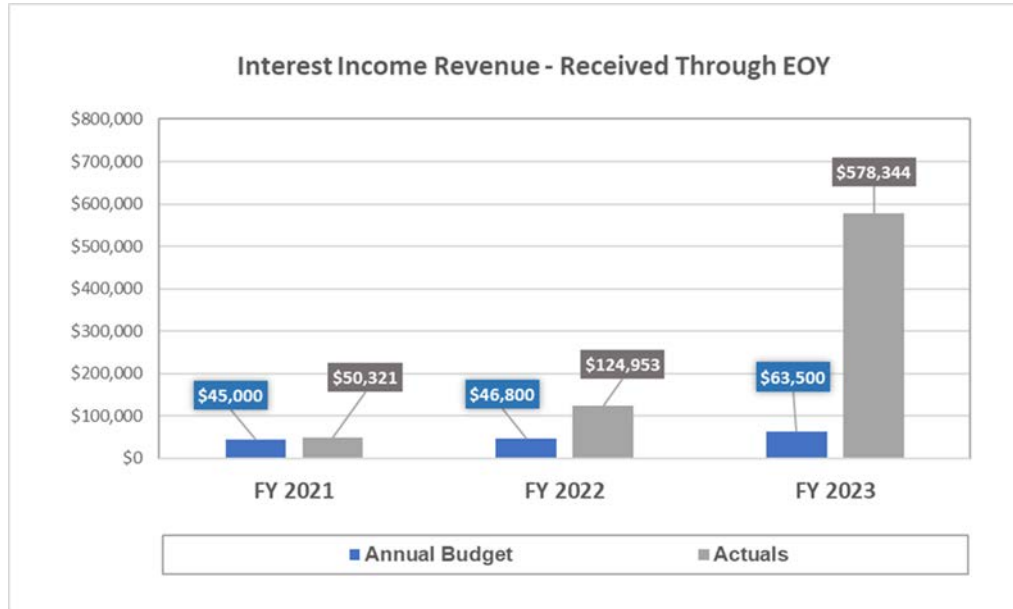 Interest Income Revenue - Received Through EOY
$800,000
$700,000
$600,000
$500,000
$400,000
$300,000
$200,000
$100,000
$0
$45,000
$50,321
$46,800
$124,953
$63,500
$578,344
FY 2021
FY 2022
FY 2023
Annual Budget
Actuals